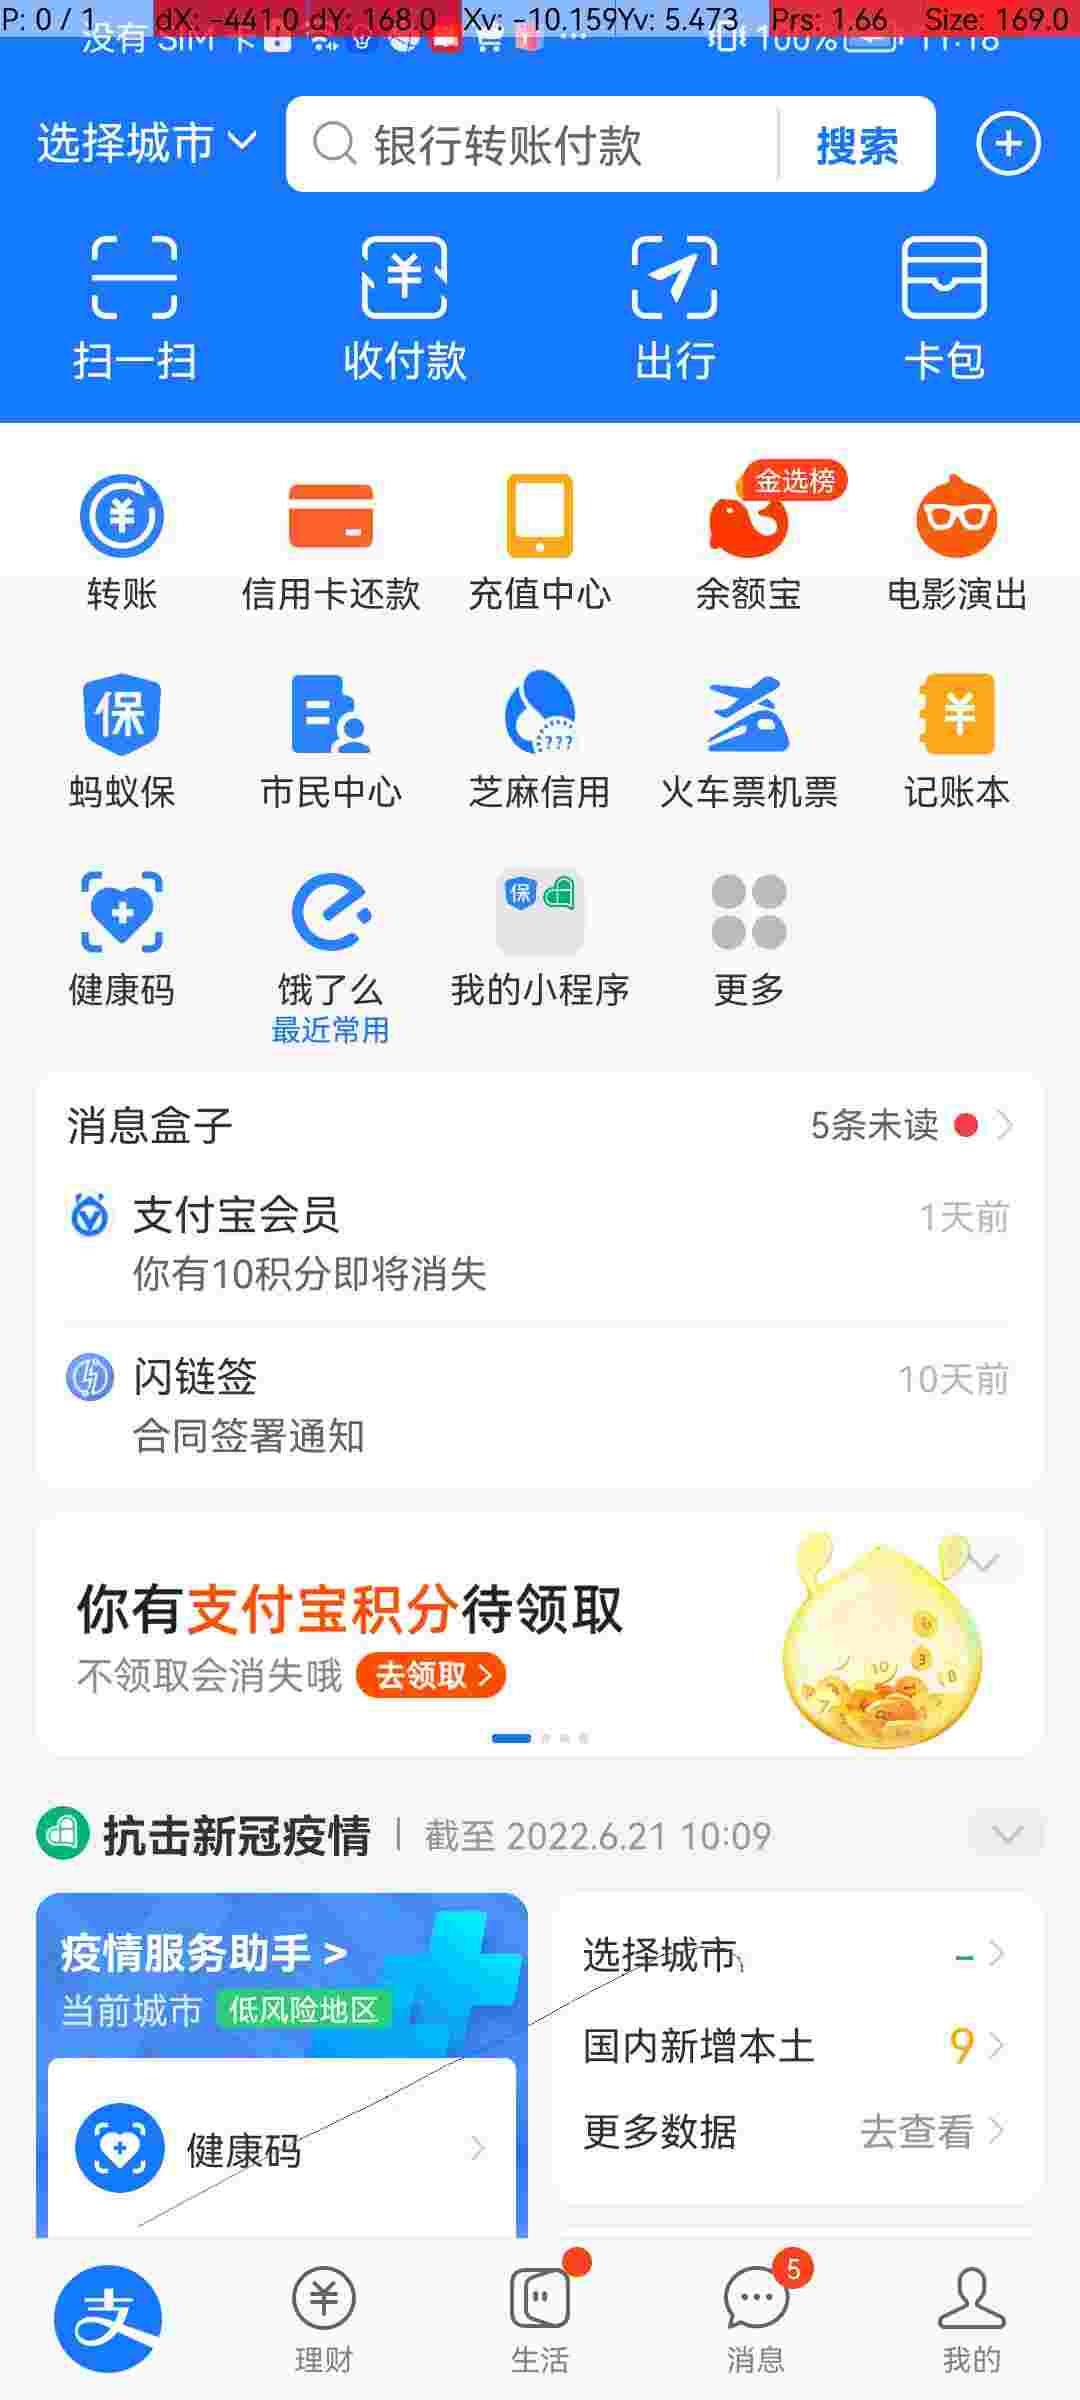 P: 0 / 1 dX: -441.0 dY: 168.0 Xv: -10.159 Yv: 5.473 Prs: 1.66 Size: 169.0
没有 SIM 卡 100% 11:18
选择城市 银行转账付款 搜索
扫一扫 收付款 出行 卡包
金选榜
转账 信用卡还款 充值中心 余额宝 电影演出
保 ???
蚂蚁保 市民中心 芝麻信用 火车票机票 记账本
保
健康码 饿了么 我的小程序 更多
最近常用
消息盒子 5条未读
支付宝会员 1天前
你有10积分即将消失
闪链签 10天前
合同签署通知
你有支付宝积分待领取
不领取会消失哦 去领取 >
抗击新冠疫情 | 截至 2022.6.21 10:09
疫情服务助手 >
当前城市 低风险地区
健康码
选择城市 -
国内新增本土 9
更多数据 去查看
5
支 理财 生活 消息 我的